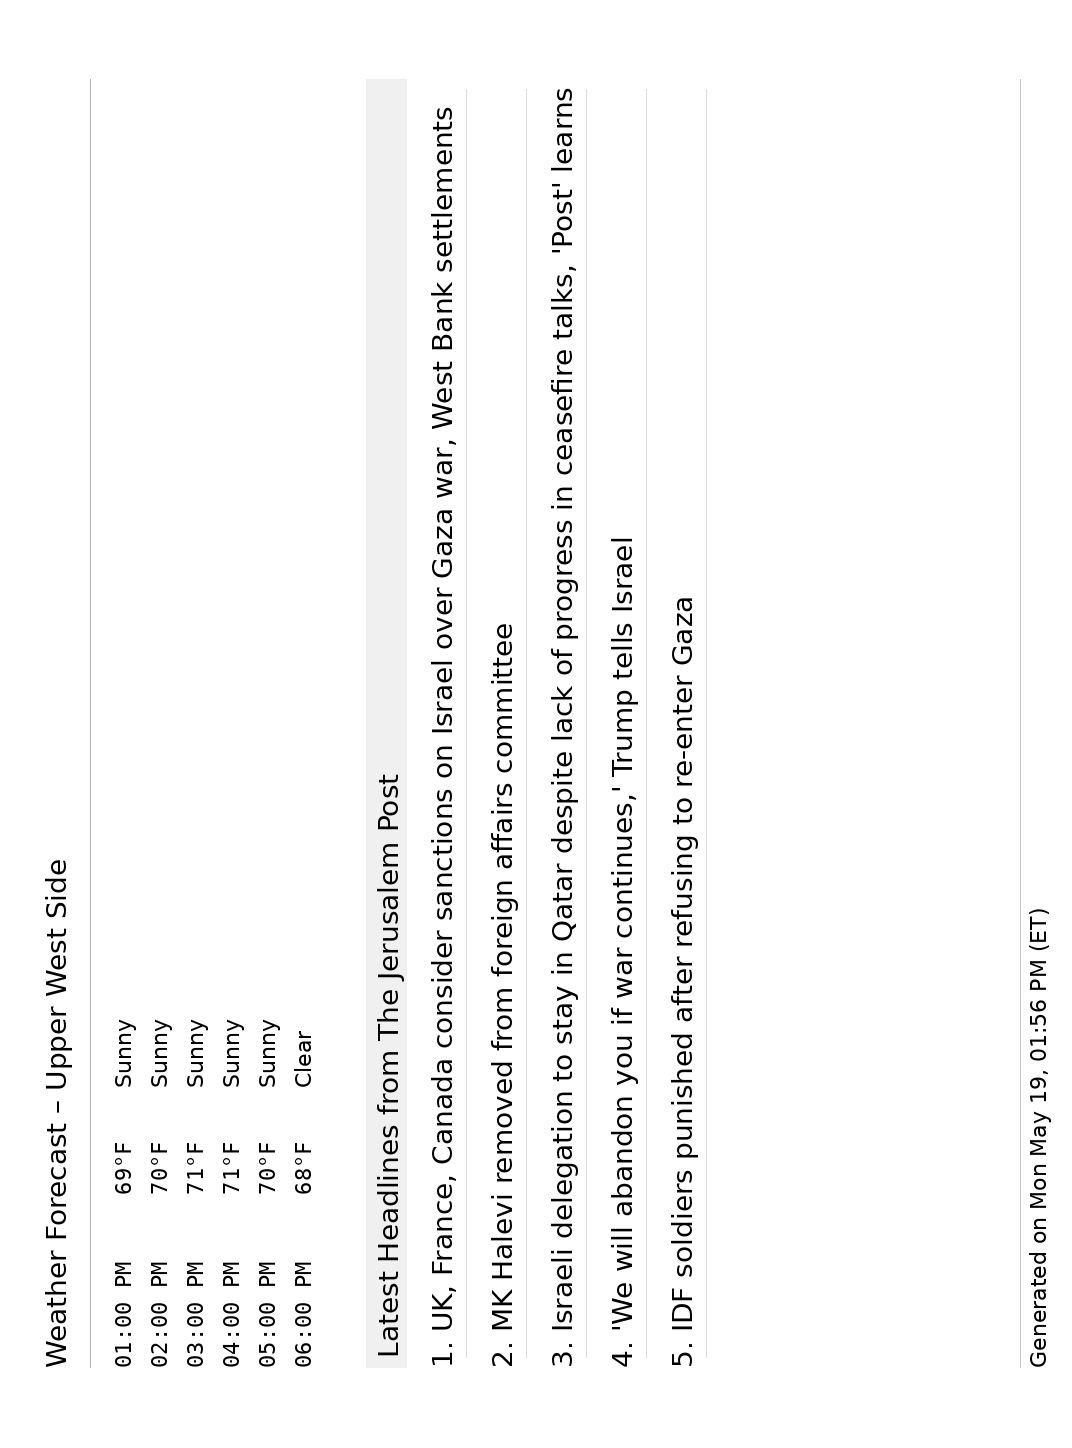 Weather Forecast – Upper West Side
01:00 PM 69°F Sunny
02:00 PM 70°F Sunny
03:00 PM 71°F Sunny
04:00 PM 71°F Sunny
05:00 PM 70°F Sunny
06:00 PM 68°F Clear
Latest Headlines from The Jerusalem Post
1. UK, France, Canada consider sanctions on Israel over Gaza war, West Bank settlements
2. MK Halevi removed from foreign affairs committee
3. Israeli delegation to stay in Qatar despite lack of progress in ceasefire talks, 'Post' learns
4. 'We will abandon you if war continues,' Trump tells Israel
5. IDF soldiers punished after refusing to re-enter Gaza
Generated on Mon May 19, 01:56 PM (ET)